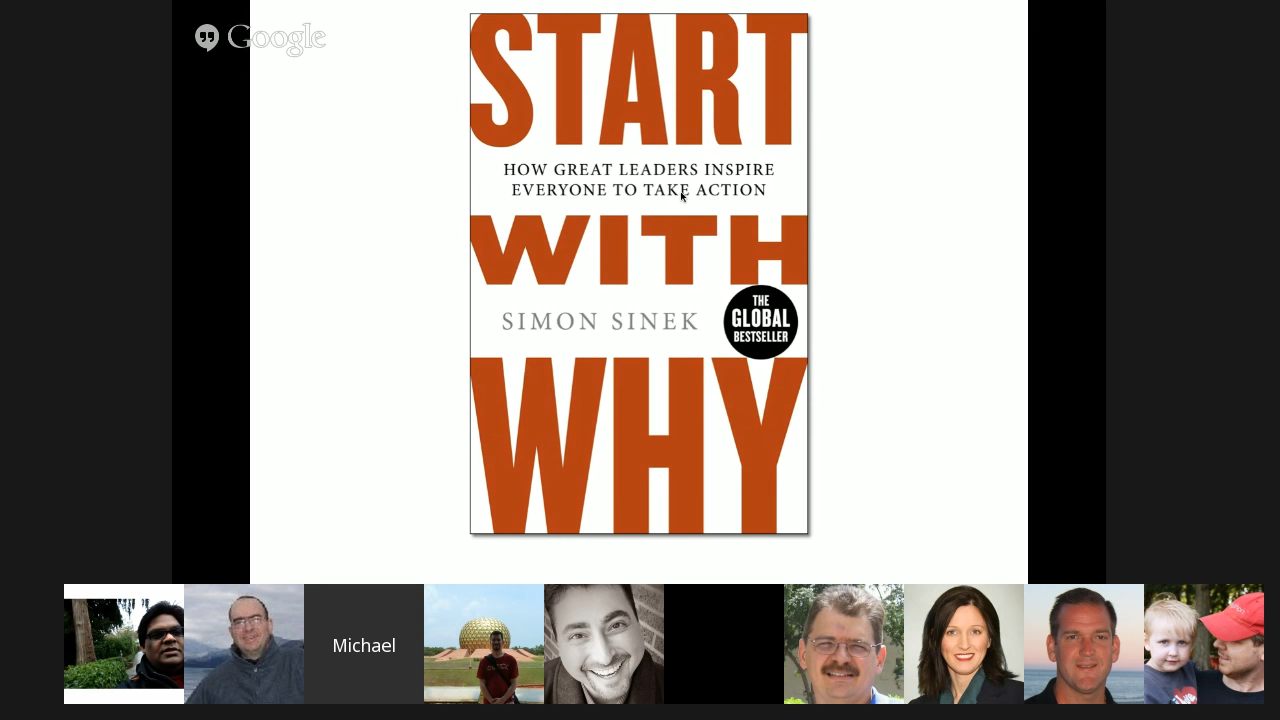 Google
START
HOW GREAT LEADERS INSPIRE
EVERYONE TO TAKE ACTION
WITH
SIMON SINEK
THE
GLOBAL
BESTSELLER
WHY
Michael